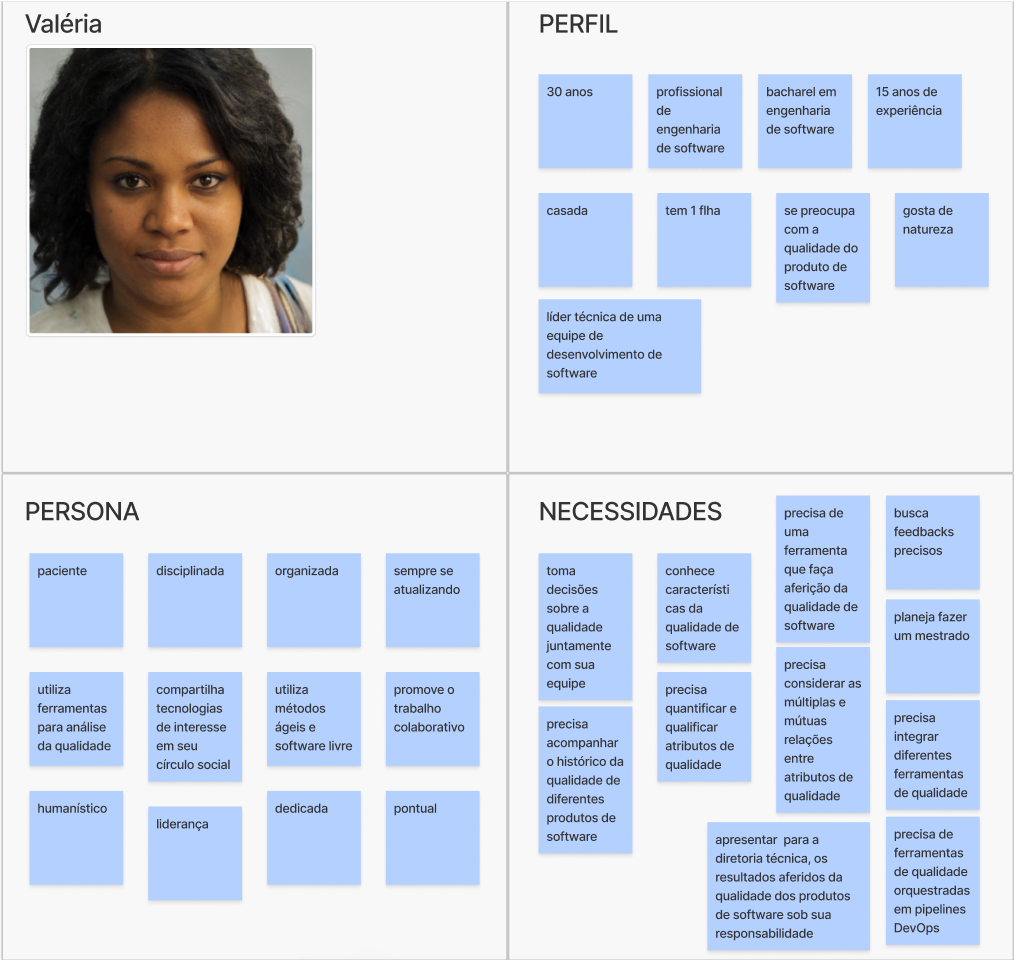 Valéria
PERFIL
30 anos
profissional
de
engenharia
de software
bacharel em
engenharia
de software
15 anos de
experiência
casada
tem 1 flha
se preocupa
com a
qualidade do
produto de
software
gosta de
natureza
líder técnica de uma
equipe de
desenvolvimento de
software
PERSONA
paciente
disciplinada
organizada
sempre se
atualizando
utiliza
ferramentas
para análise
da qualidade
compartilha
tecnologias
de interesse
em seu
círculo social
utiliza
métodos
ágeis e
software livre
promove o
trabalho
colaborativo
humanístico
liderança
dedicada
pontual
NECESSIDADES
toma
decisões
sobre a
qualidade
juntamente
com sua
equipe
conhece
característi
cas da
qualidade de
software
precisa de
uma
ferramenta
que faça
aferição da
qualidade de
software
busca
feedbacks
precisos
planeja fazer
um mestrado
precisa
acompanhar
o histórico da
qualidade de
diferentes
produtos de
software
precisa
quantificar e
qualificar
atributos de
qualidade
precisa
considerar as
múltiplas e
mútuas
relações
entre
atributos de
qualidade
precisa
integrar
diferentes
ferramentas
de qualidade
apresentar  para a
diretoria técnica, os
resultados aferidos da
qualidade dos produtos
de software sob sua
responsabilidade
precisa de
ferramentas
de qualidade
orquestradas
em pipelines
DevOps